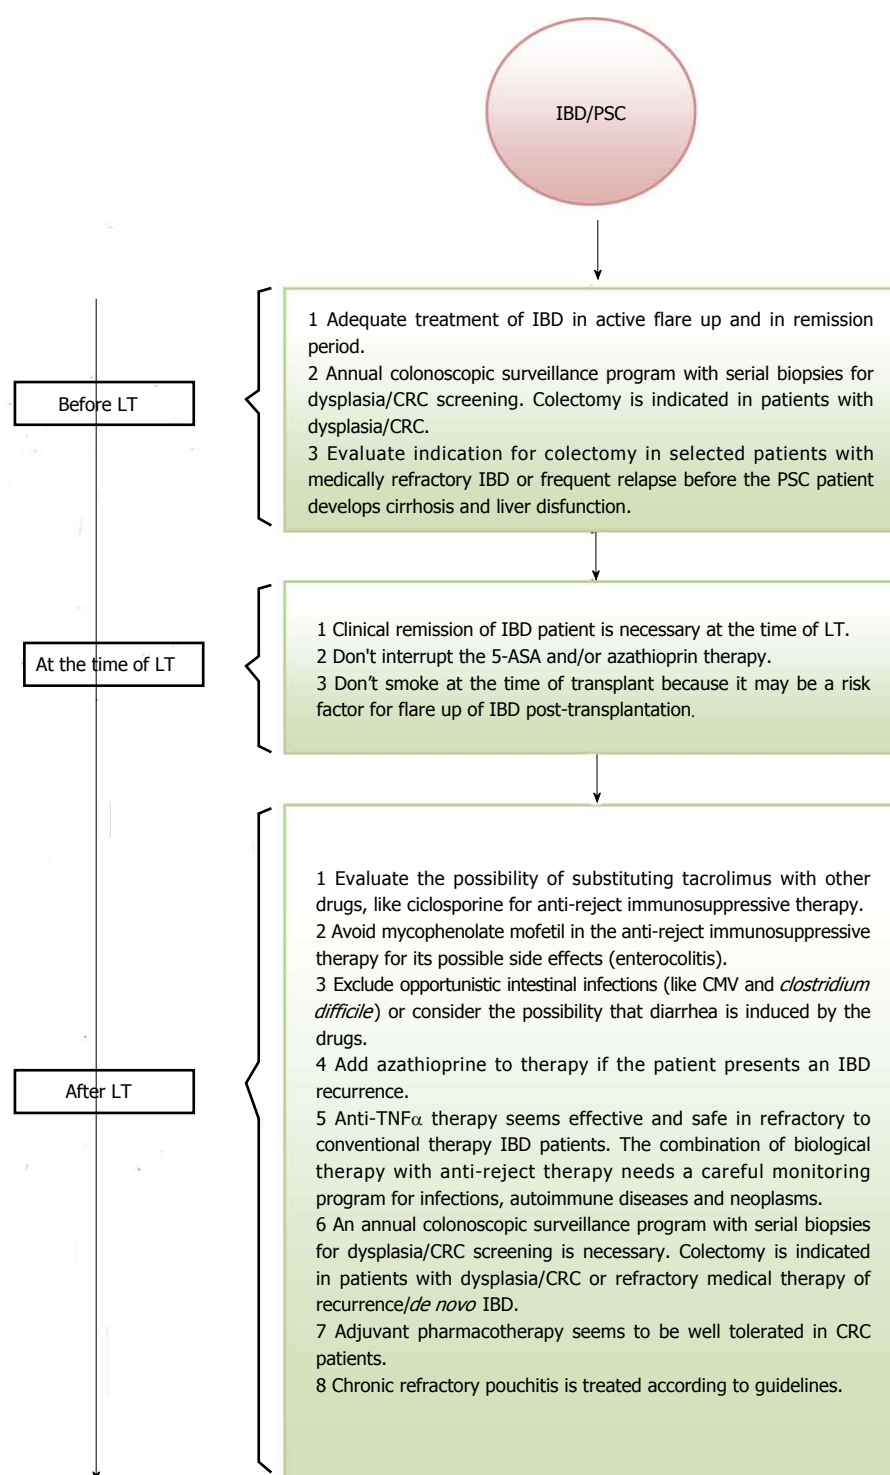 IBD/PSC
Before LT
1 Adequate treatment of IBD in active flare up and in remission
period.
2 Annual colonoscopic surveillance program with serial biopsies for
dysplasia/CRC screening. Colectomy is indicated in patients with
dysplasia/CRC.
3 Evaluate indication for colectomy in selected patients with
medically refractory IBD or frequent relapse before the PSC patient
develops cirrhosis and liver disfunction.
At the time of LT
1 Clinical remission of IBD patient is necessary at the time of LT.
2 Don't interrupt the 5-ASA and/or azathioprin therapy.
3 Don’t smoke at the time of transplant because it may be a risk
factor for flare up of IBD post-transplantation.
After LT
1 Evaluate the possibility of substituting tacrolimus with other
drugs, like ciclosporine for anti-reject immunosuppressive therapy.
2 Avoid mycophenolate mofetil in the anti-reject immunosuppressive
therapy for its possible side effects (enterocolitis).
3 Exclude opportunistic intestinal infections (like CMV and clostridium
difficile) or consider the possibility that diarrhea is induced by the
drugs.
4 Add azathioprine to therapy if the patient presents an IBD
recurrence.
5 Anti-TNFα therapy seems effective and safe in refractory to
conventional therapy IBD patients. The combination of biological
therapy with anti-reject therapy needs a careful monitoring
program for infections, autoimmune diseases and neoplasms.
6 An annual colonoscopic surveillance program with serial biopsies
for dysplasia/CRC screening is necessary. Colectomy is indicated
in patients with dysplasia/CRC or refractory medical therapy of
recurrence/de novo IBD.
7 Adjuvant pharmacotherapy seems to be well tolerated in CRC
patients.
8 Chronic refractory pouchitis is treated according to guidelines.